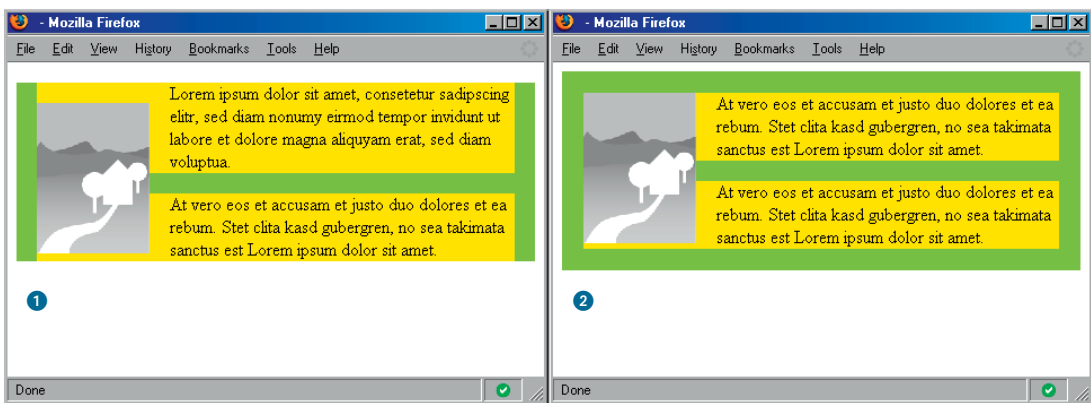 - Mozilla Firefox
File Edit View History Bookmarks Tools Help
Lorem ipsum dolor sit amet, consetetur sadipscing
elitr, sed diam nonumy eirmod tempor invidunt ut
labore et dolore magna aliquyam erat, sed diam
voluptua.
At vero eos et accusam et justo duo dolores et ea
rebum. Stet clita kasd gubergren, no sea takimata
sanctus est Lorem ipsum dolor sit amet.
1
Done
- Mozilla Firefox
File Edit View History Bookmarks Tools Help
At vero eos et accusam et justo duo dolores et ea
rebum. Stet clita kasd gubergren, no sea takimata
sanctus est Lorem ipsum dolor sit amet.
At vero eos et accusam et justo duo dolores et ea
rebum. Stet clita kasd gubergren, no sea takimata
sanctus est Lorem ipsum dolor sit amet.
2
Done